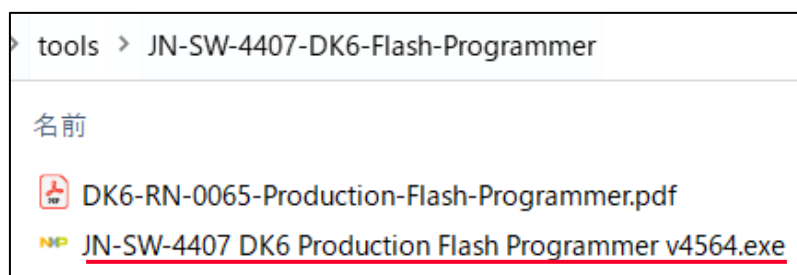 tools > JN-SW-4407-DK6-Flash-Programmer
名前
DK6-RN-0065-Production-Flash-Programmer.pdf
JN-SW-4407 DK6 Production Flash Programmer v4564.exe